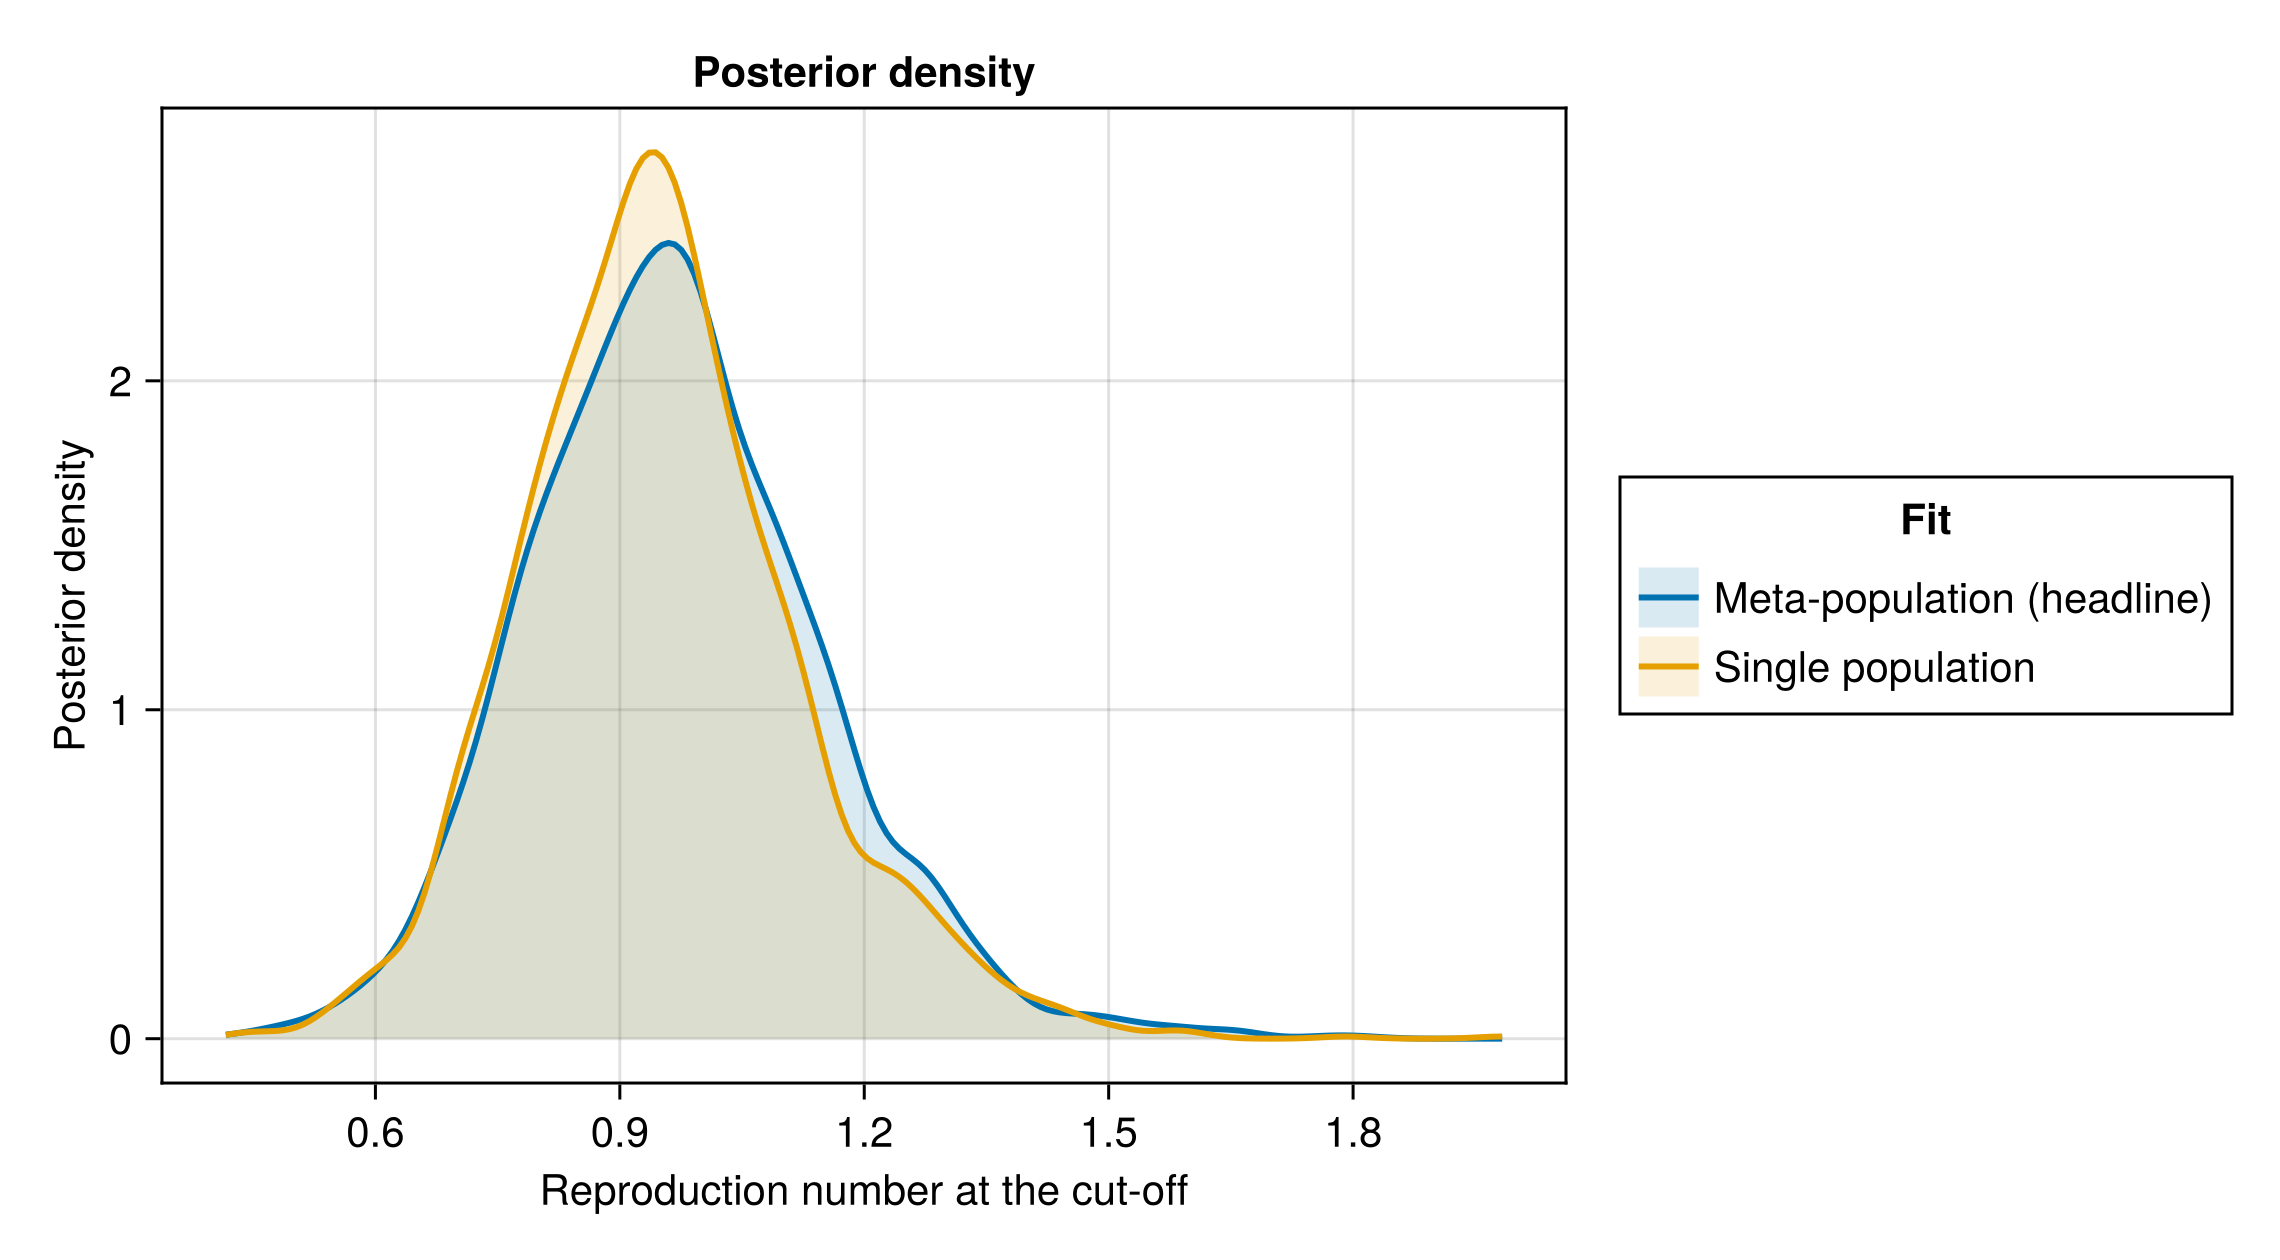 Posterior density
Posterior density
2
1
0
0.6 0.9 1.2 1.5 1.8
Reproduction number at the cut-off
Fit
Meta-population (headline)
Single population